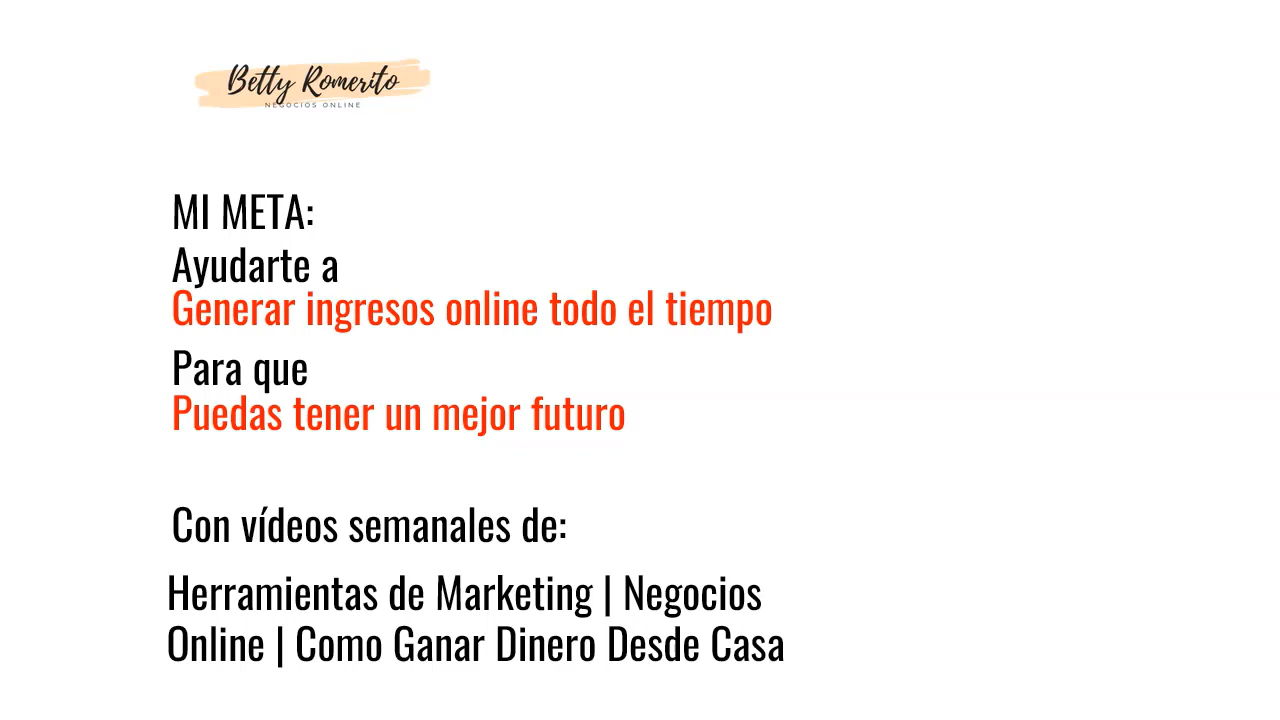 Betty Romerito
NEGOCIOS ONLINE
MI META:
Ayudarte a
Generar ingresos online todo el tiempo
Para que
Puedas tener un mejor futuro
Con vídeos semanales de:
Herramientas de Marketing | Negocios
Online | Como Ganar Dinero Desde Casa